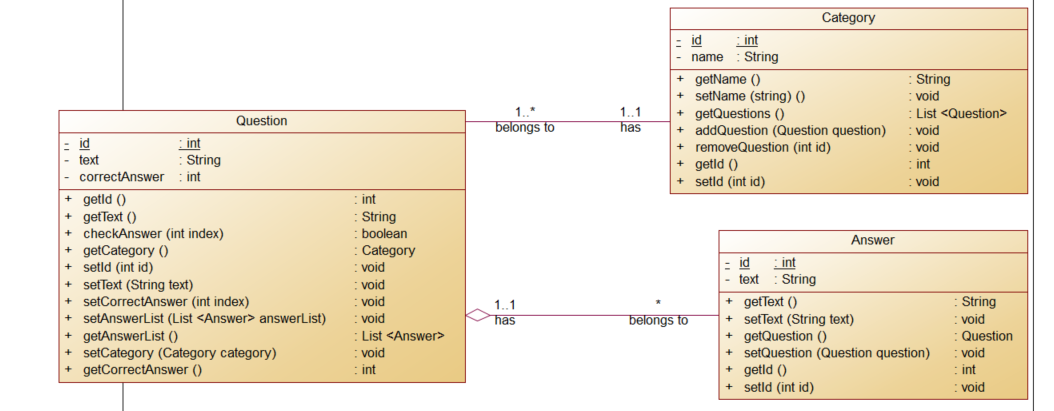 Category
- id : int
- name : String
+ getName () : String
+ setName (string) () : void
+ getQuestions () : List <Question>
+ addQuestion (Question question) : void
+ removeQuestion (int id) : void
+ getId () : int
+ setId (int id) : void
Question
- id : int
- text : String
- correctAnswer : int
+ getId () : int
+ getText () : String
+ checkAnswer (int index) : boolean
+ getCategory () : Category
+ setId (int id) : void
+ setText (String text) : void
+ setCorrectAnswer (int index) : void
+ setAnswerList (List <Answer> answerList) : void
+ getAnswerList () : List <Answer>
+ setCategory (Category category) : void
+ getCorrectAnswer () : int
1..* 1..1
belongs to has
Answer
- id : int
- text : String
+ getText () : String
+ setText (String text) : void
+ getQuestion () : Question
+ setQuestion (Question question) : void
+ getId () : int
+ setId (int id) : void
1..1 *
has belongs to